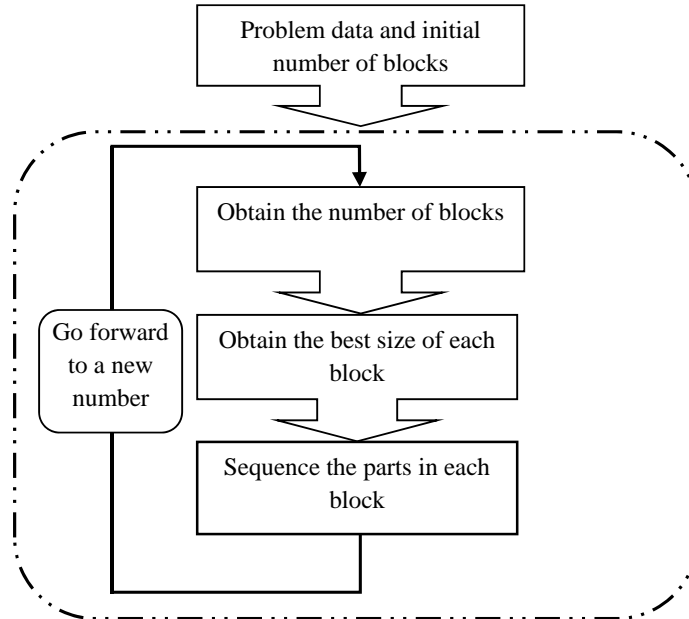 Problem data and initial
number of blocks
Obtain the number of blocks
Go forward
to a new
number
Obtain the best size of each
block
Sequence the parts in each
block